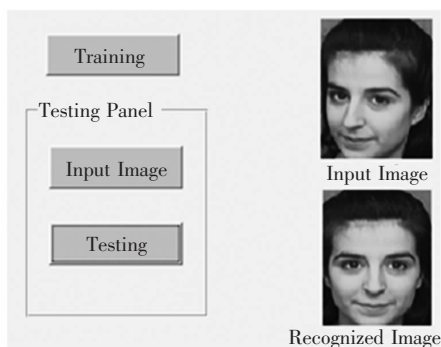 Training
Testing Panel
Input Image
Testing
Input Image
Recognized Image